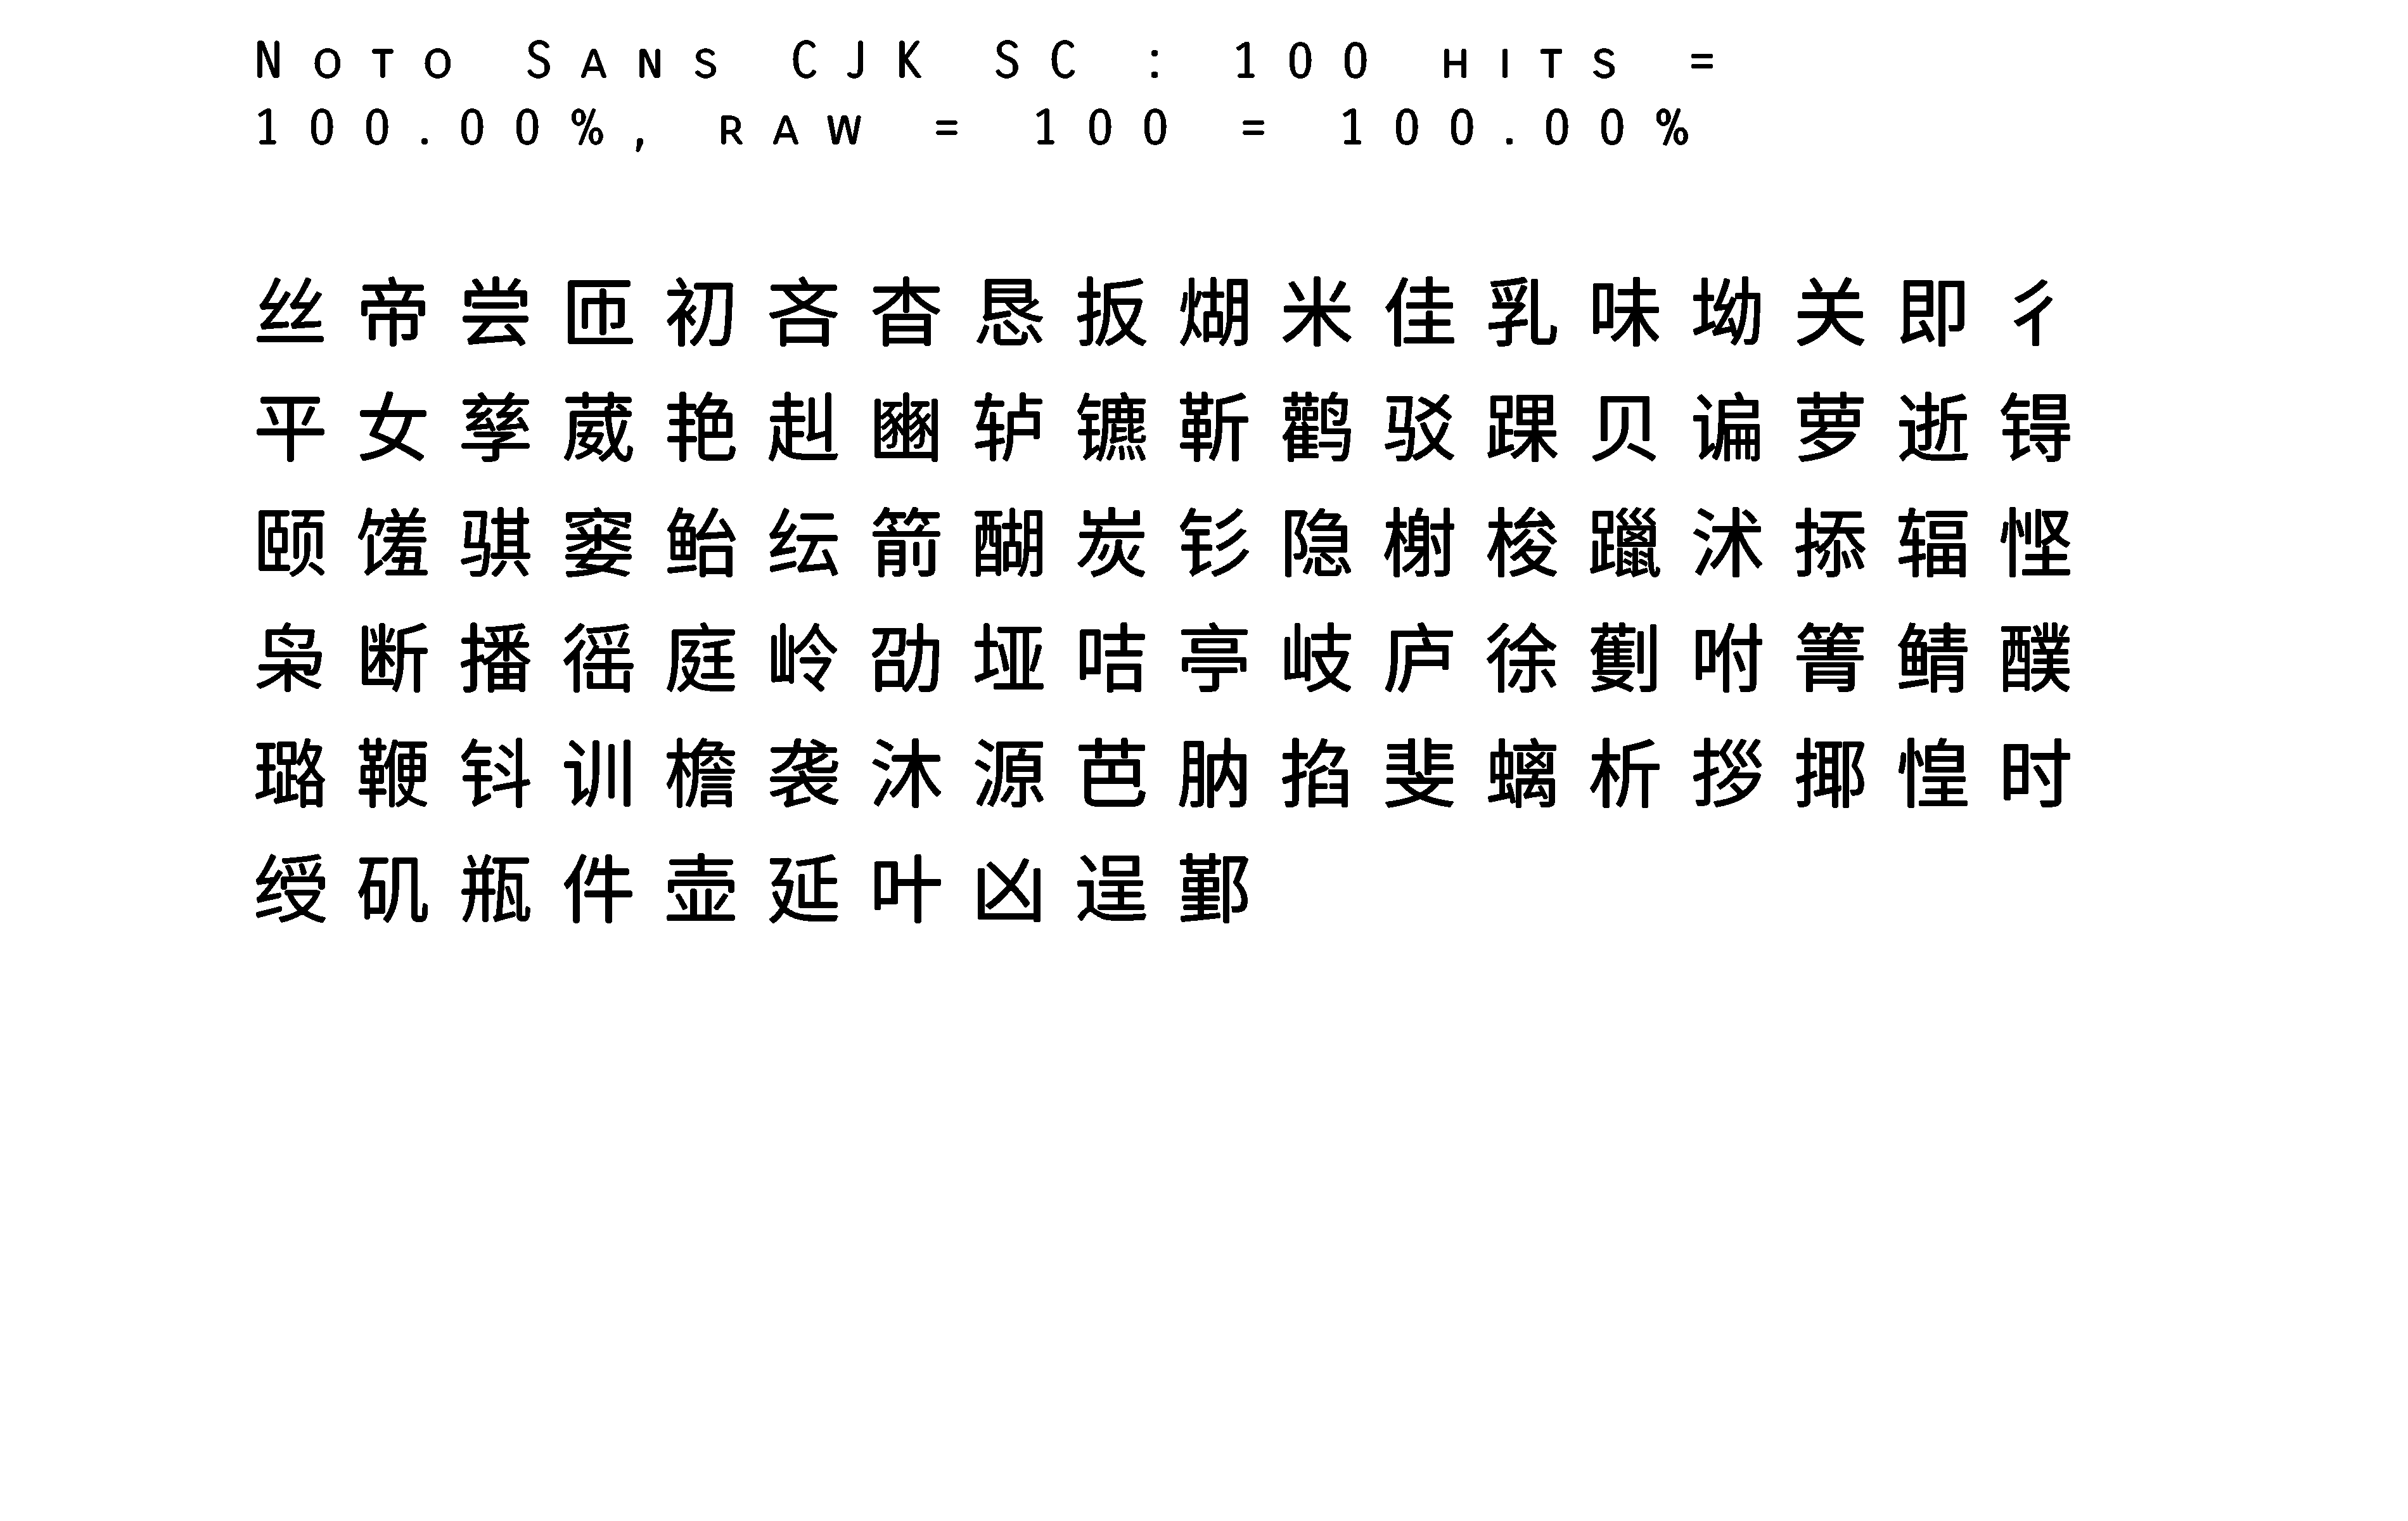 Noto Sans CJK SC : 100 hits =
100.00%, raw = 100 = 100.00%
丝帝尝匝初吝杳恳扳煳米佳乳味坳关即彳
平女孳葳艳赳豳轳镳靳鹳驳踝贝谝萝逝锝
颐馐骐蒌鲐纭箭醐炭钐隐榭梭躐沭掭辐悭
枭断播徭庭岭劭垭咭亭岐庐徐蓟咐箐鲭醭
璐鞭钭训檐袭沐源芭肭掐斐螭析拶揶惶时
绶矶瓶件壶延叶凶逞鄞